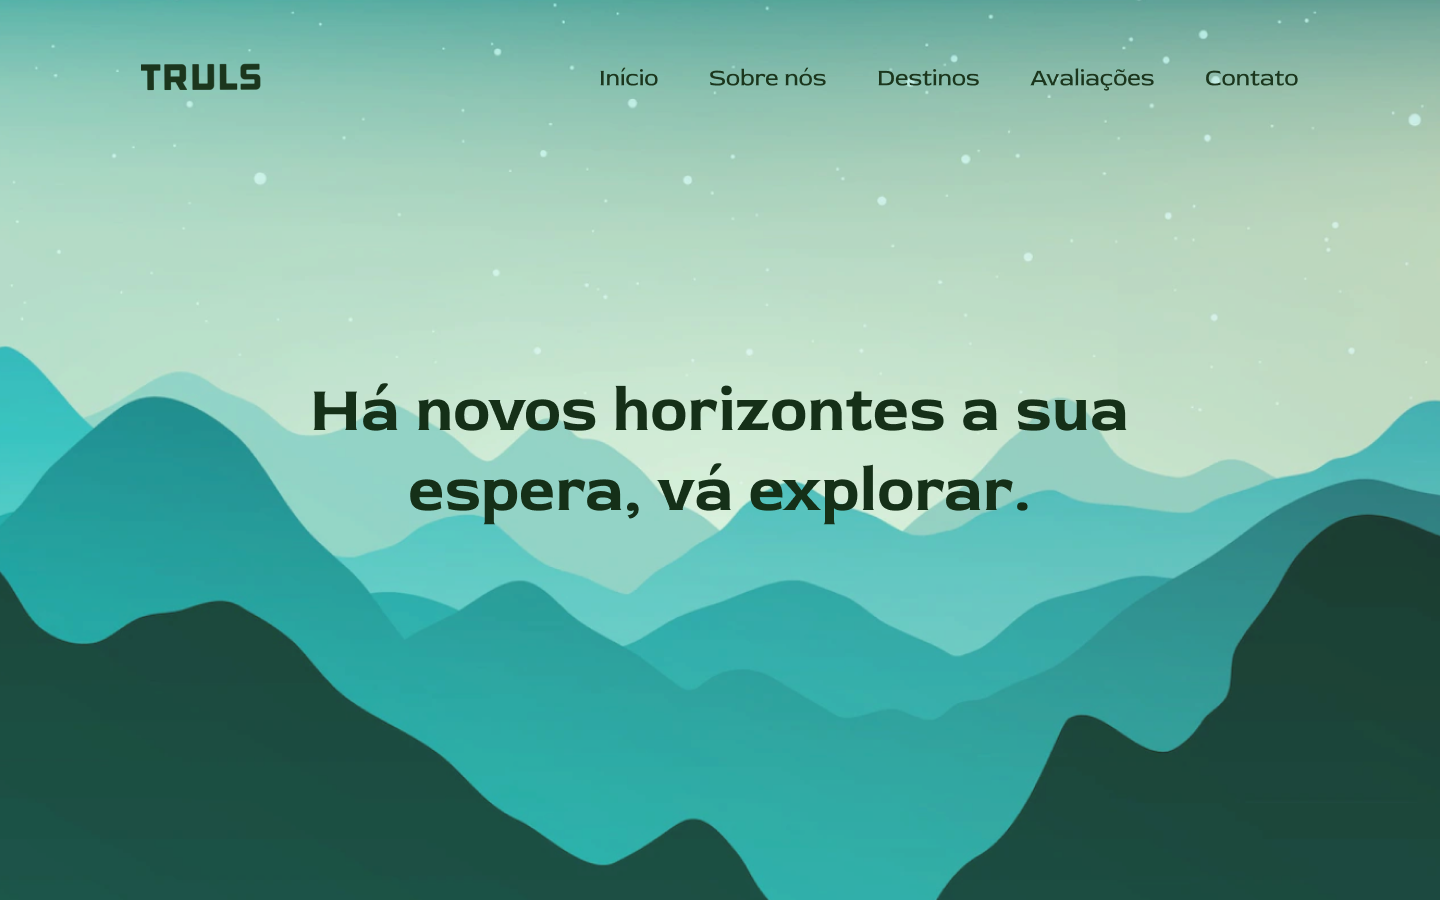 TRULS
Início Sobre nós Destinos Avaliações Contato
Há novos horizontes a sua
espera, vá explorar.